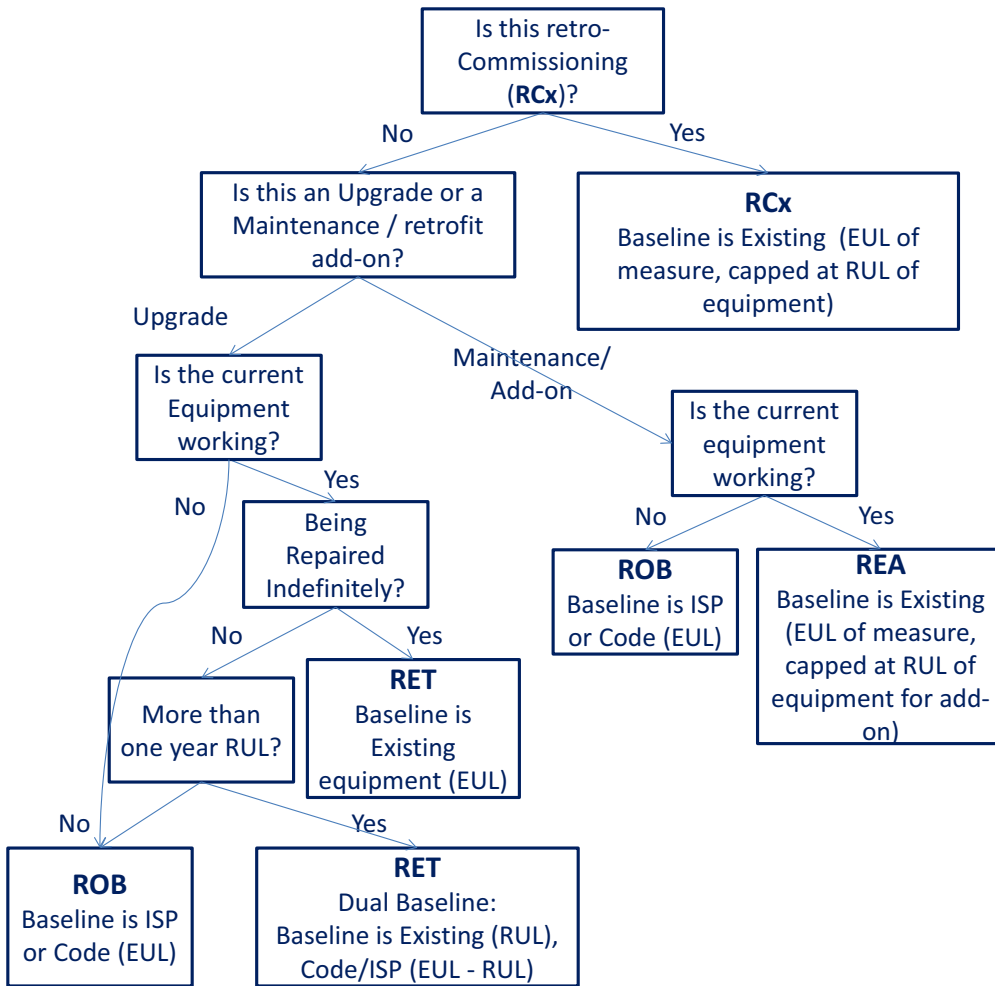 Is this retro-
Commissioning
(RCx)?
No
Yes
Is this an Upgrade or a
Maintenance / retrofit
add-on?
RCx
Baseline is Existing (EUL of
measure, capped at RUL of
equipment)
Upgrade
Maintenance/
Add-on
Is the current
Equipment
working?
Is the current
equipment
working?
No
Yes
Being
Repaired
Indefinitely?
No
Yes
ROB
Baseline is ISP
or Code (EUL)
REA
Baseline is Existing
(EUL of measure,
capped at RUL of
equipment for add-
on)
No
Yes
More than
one year RUL?
RET
Baseline is
Existing
equipment (EUL)
No
Yes
ROB
Baseline is ISP
or Code (EUL)
RET
Dual Baseline:
Baseline is Existing (RUL),
Code/ISP (EUL - RUL)